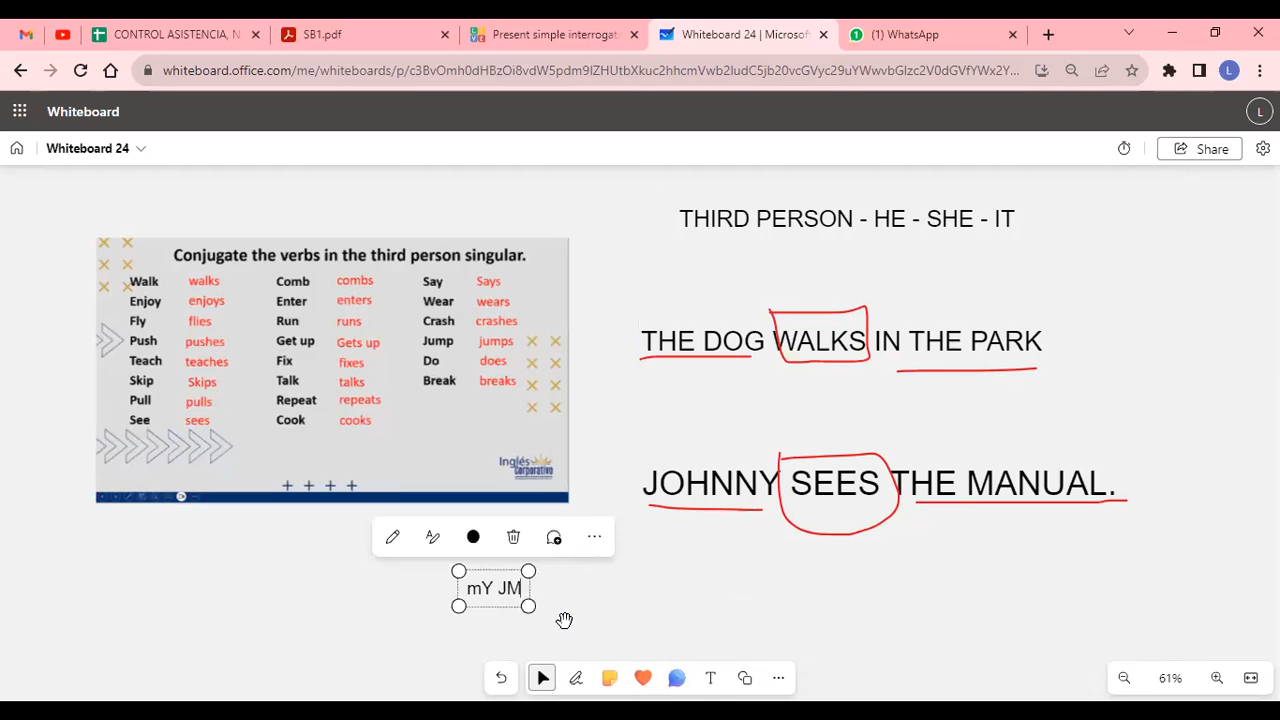 CONTROL ASISTENCIA, N
SB1.pdf
Present simple interrogat
Whiteboard 24 | Microsof
(1) WhatsApp
L
whiteboard.office.com/me/whiteboards/p/c3BvOmh0dHBzOi8vdW5pdm9lZHUtbXkuc2hhcmVwb2ludC5jb20vcGVyc29uYWwvbGlzc2V0dGVfYWx2Y...
Whiteboard
L
Whiteboard 24
Share
THIRD PERSON - HE - SHE - IT
Conjugate the verbs in the third person singular.
Walk walks Comb combs Say Says
Enjoy enjoys Enter enters Wear wears
Fly flies Run runs Crash crashes
Push pushes Get up Gets up Jump jumps
Teach teaches Fix fixes Do does
Skip Skips Talk talks Break breaks
Pull pulls Repeat repeats
See sees Cook cooks
Inglés
Corporativo
THE DOG WALKS IN THE PARK
JOHNNY SEES THE MANUAL.
mY JM
61%